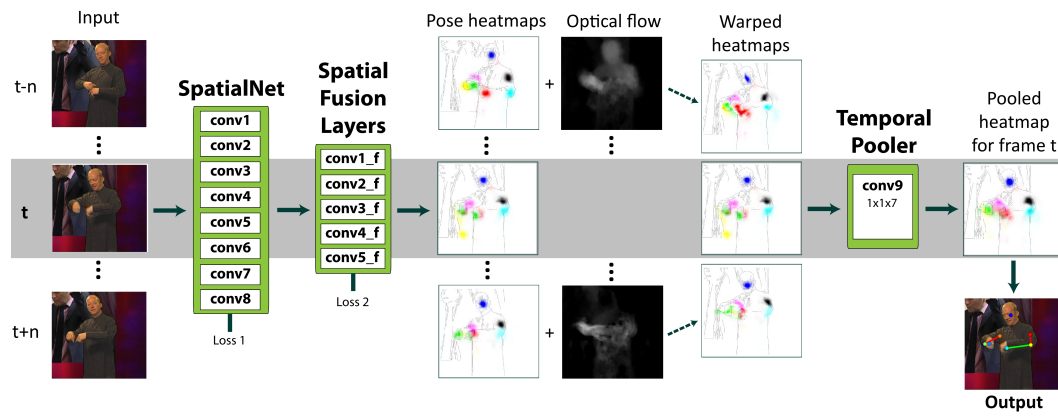 Input
t-n
t
t+n
SpatialNet
conv1
conv2
conv3
conv4
conv5
conv6
conv7
conv8
Loss 1
Spatial
Fusion
Layers
conv1_f
conv2_f
conv3_f
conv4_f
conv5_f
Loss 2
Pose heatmaps
Optical flow
+
+
Warped
heatmaps
Temporal
Pooler
conv9
1x1x7
Pooled
heatmap
for frame t
Output